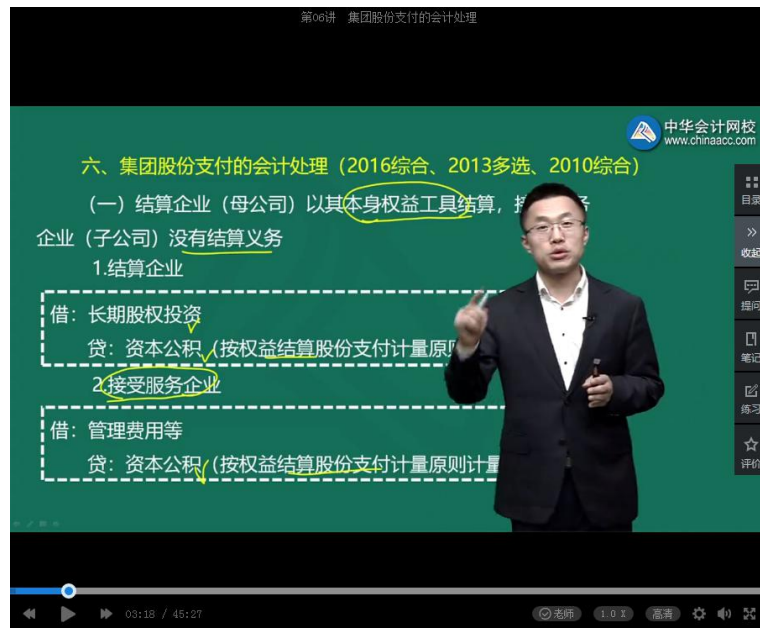 第06讲 集团股份支付的会计处理
中华会计网校
www.chinaacc.com
六、集团股份支付的会计处理（2016综合、2013多选、2010综合）
（一）结算企业（母公司）以其本身权益工具结算，接
企业（子公司）没有结算义务
1.结算企业
借：长期股权投资
贷：资本公积（按权益结算股份支付计量原则
2.接受服务企业
借：管理费用等
贷：资本公积（按权益结算股份支付计量原则计量
目录
收起
提问
笔记
练习
评价
03:18 / 45:27
老师
1.0 X
高清